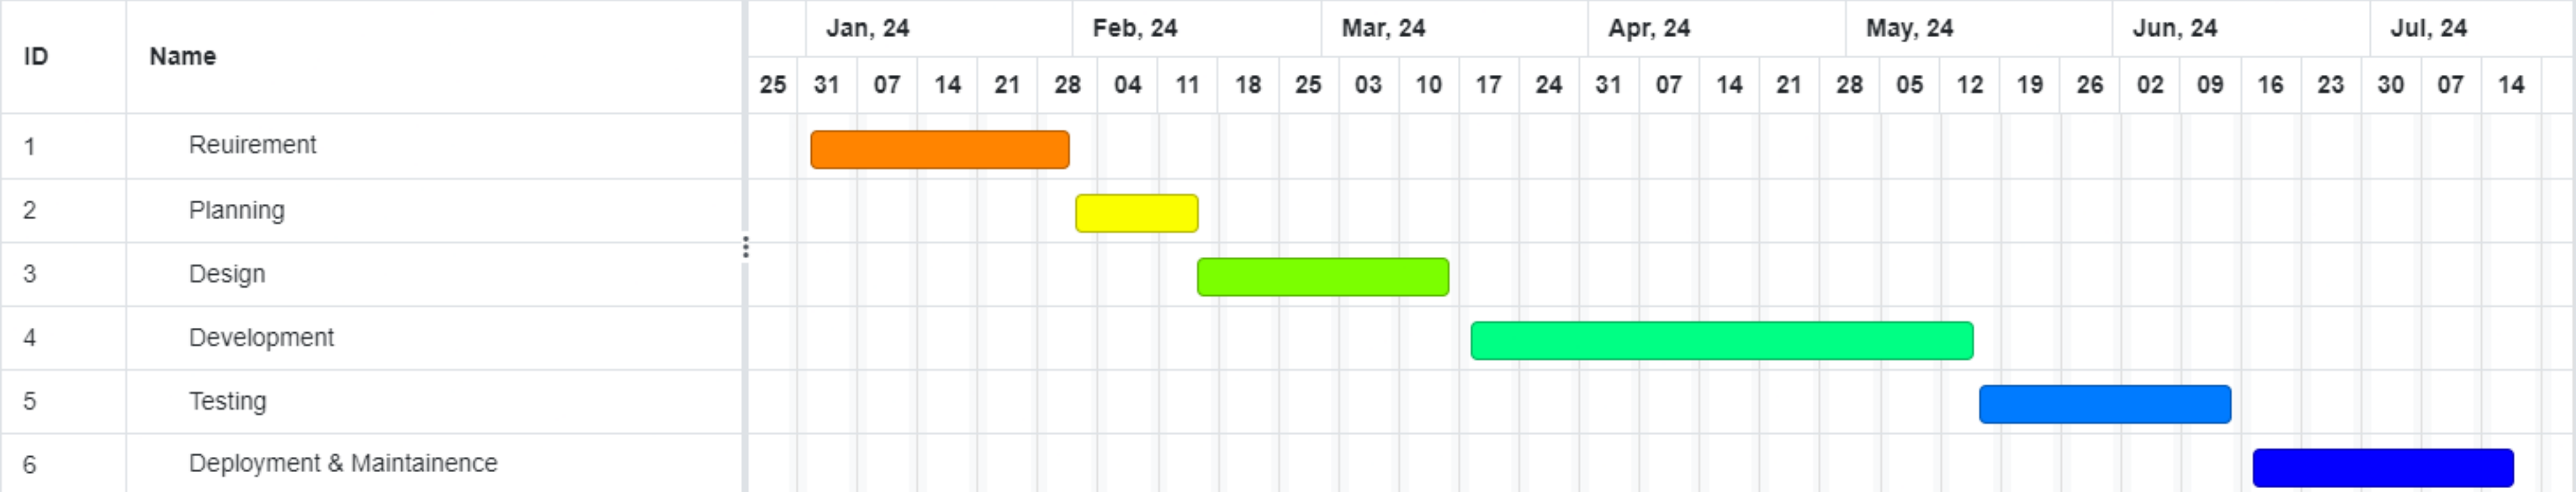 ID Name Jan, 24 Feb, 24 Mar, 24 Apr, 24 May, 24 Jun, 24 Jul, 24
25 31 07 14 21 28 04 11 18 25 03 10 17 24 31 07 14 21 28 05 12 19 26 02 09 16 23 30 07 14
1 Reuirement
2 Planning
3 Design
4 Development
5 Testing
6 Deployment & Maintainence